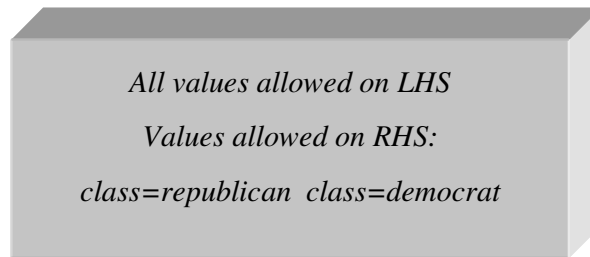 All values allowed on LHS
Values allowed on RHS:
class=republican class=democrat